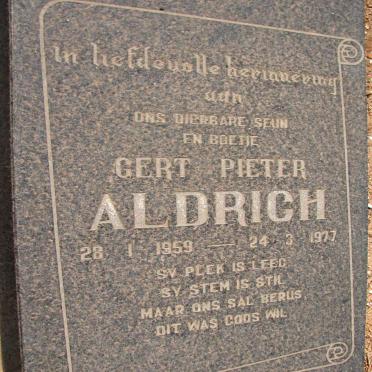 In liefdevolle herinnering
aan
ONS DIERBARE SEUN
EN BOETIE
GERT PIETER
ALDRICH
28 1 1959 — 24 3 1977
SY PLEK IS LEEG
SY STEM IS STIL
MAAR ONS SAL BERUS
DIT WAS GODS WIL